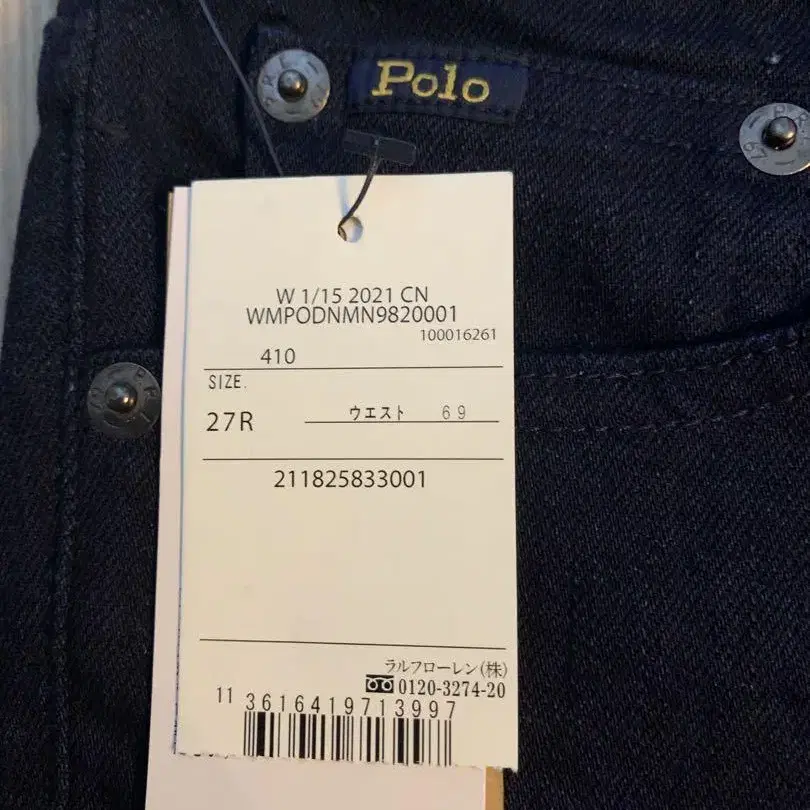 Polo
W 1/15 2021 CN
WMPODNMN9820001
100016261
410
SIZE.
27R ウエスト 69
211825833001
ラルフローレン(株)
0120-3274-20
11 3616419713997